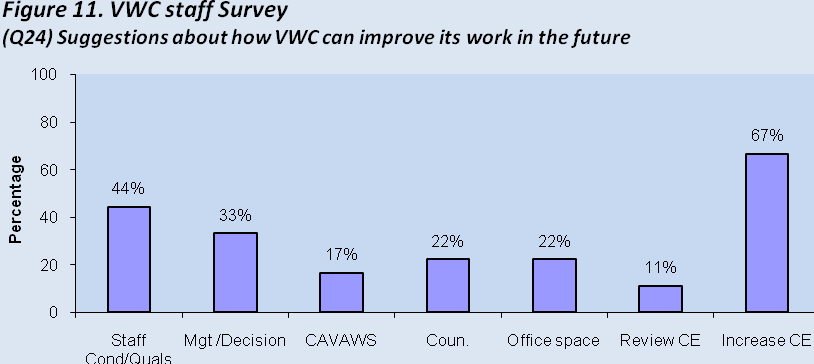 Figure 11. VWC staff Survey
(Q24) Suggestions about how VWC can improve its work in the future
100
80
60
40
20
0
Percentage
44%
33%
17%
22%
22%
11%
67%
Staff Cond/Quals
Mgt /Decision
CAVAWS
Coun.
Office space
Review CE
Increase CE